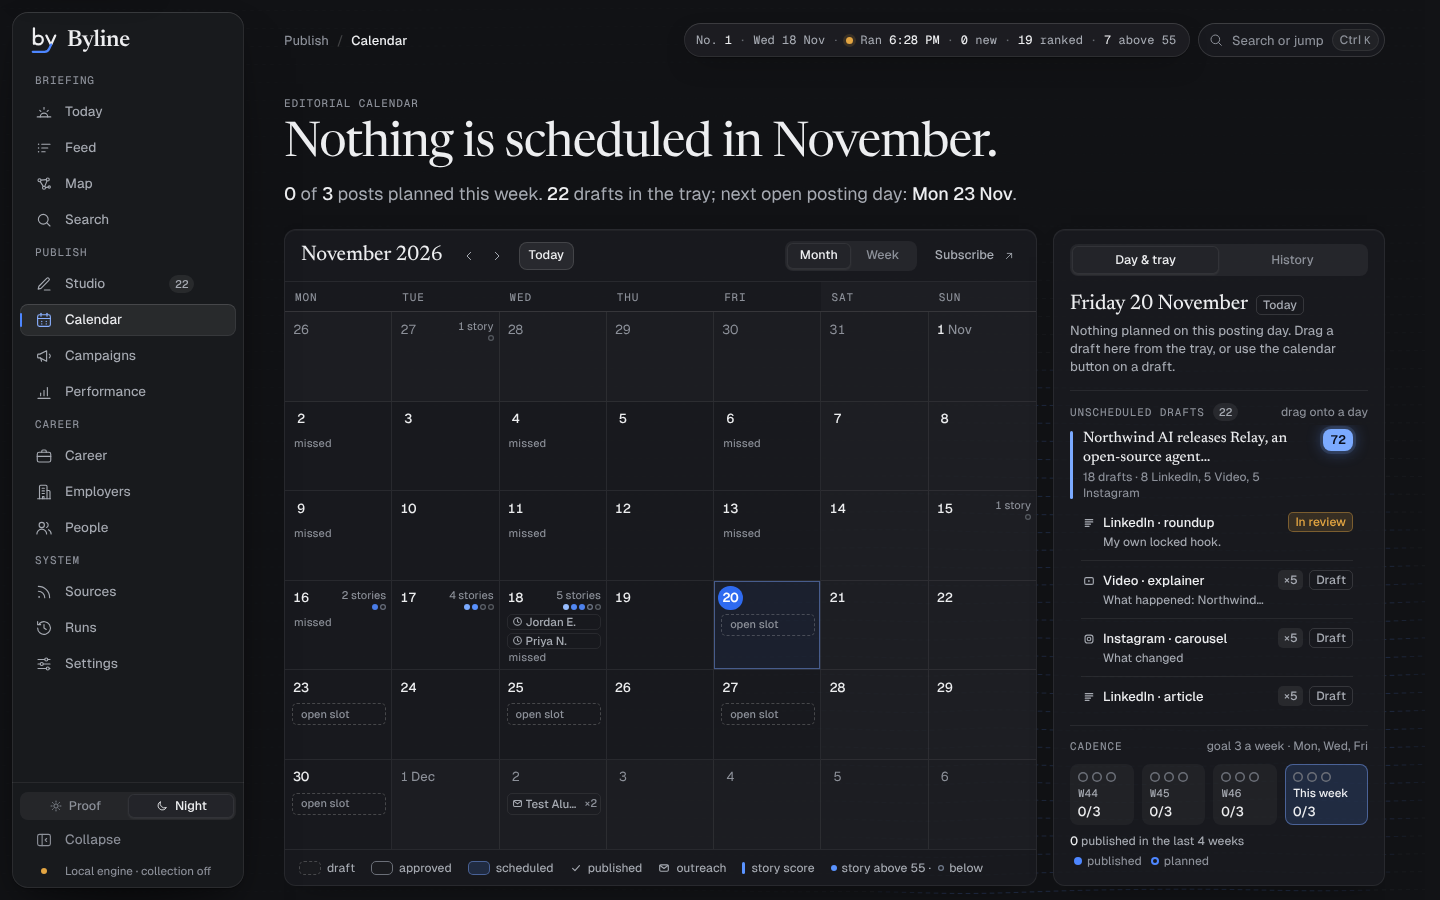 by Byline
BRIEFING
Today
Feed
Map
Search
PUBLISH
Studio 22
Calendar
Campaigns
Performance
CAREER
Career
Employers
People
SYSTEM
Sources
Runs
Settings
Proof Night
Collapse
Local engine · collection off
Publish / Calendar
No. 1 · Wed 18 Nov · Ran 6:28 PM · 0 new · 19 ranked · 7 above 55
Search or jump Ctrl K
EDITORIAL CALENDAR
Nothing is scheduled in November.
0 of 3 posts planned this week. 22 drafts in the tray; next open posting day: Mon 23 Nov.
November 2026 ‹ › Today Month Week Subscribe ↗
MON TUE WED THU FRI SAT SUN
26 27 1 story 28 29 30 31 1 Nov
2 3 4 5 6 7 8
missed missed missed
9 10 11 12 13 14 15 1 story
missed missed missed
16 2 stories 17 4 stories 18 5 stories 19 20 21 22
missed Jordan E. open slot
Priya N.
missed
23 24 25 26 27 28 29
open slot open slot open slot
30 1 Dec 2 3 4 5 6
open slot Test Alu... ×2
draft approved scheduled published outreach story score story above 55 · below
Day & tray History
Friday 20 November Today
Nothing planned on this posting day. Drag a
draft here from the tray, or use the calendar
button on a draft.
UNSCHEDULED DRAFTS 22 drag onto a day
Northwind AI releases Relay, an 72
open-source agent...
18 drafts · 8 LinkedIn, 5 Video, 5
Instagram
LinkedIn · roundup In review
My own locked hook.
Video · explainer ×5 Draft
What happened: Northwind...
Instagram · carousel ×5 Draft
What changed
LinkedIn · article ×5 Draft
CADENCE goal 3 a week · Mon, Wed, Fri
W44 W45 W46 This week
0/3 0/3 0/3 0/3
0 published in the last 4 weeks
published planned